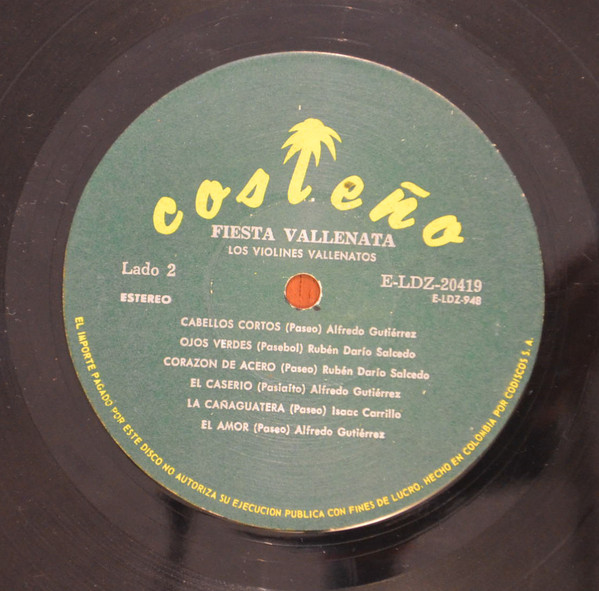 costeño
FIESTA VALLENATA
LOS VIOLINES VALLENATOS
Lado 2
E-LDZ-20419
ESTEREO
E-LDZ-948
CABELLOS CORTOS (Paseo) Alfredo Gutiérrez
OJOS VERDES (Pasebol) Rubén Darío Salcedo
CORAZON DE ACERO (Paseo) Rubén Darío Salcedo
EL CASERIO (Paslaíto) Alfredo Gutiérrez
LA CAÑAGUATERA (Paseo) Isaac Carrillo
EL AMOR (Paseo) Alfredo Gutiérrez
EL IMPORTE PAGADO POR ESTE DISCO NO AUTORIZA SU EJECUCION PUBLICA CON FINES DE LUCRO. HECHO EN COLOMBIA POR CODISCOS S.A.